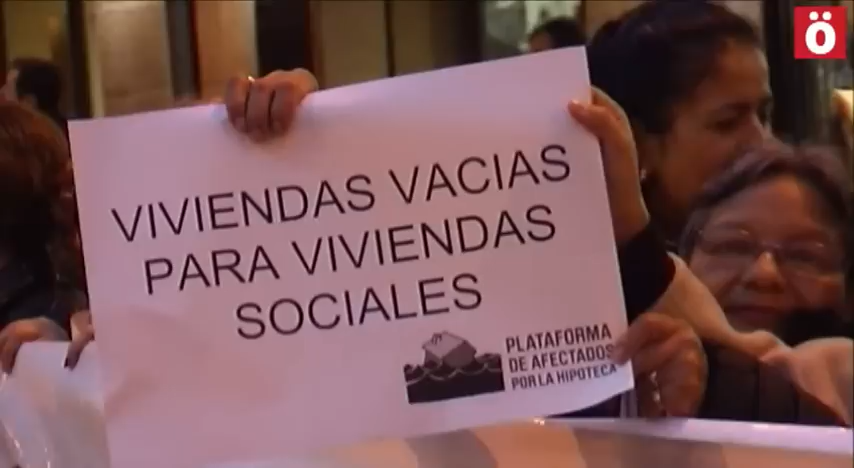 ö
VIVIENDAS VACIAS
PARA VIVIENDAS
SOCIALES
PLATAFORMA
DE AFECTADOS
POR LA HIPOTECA